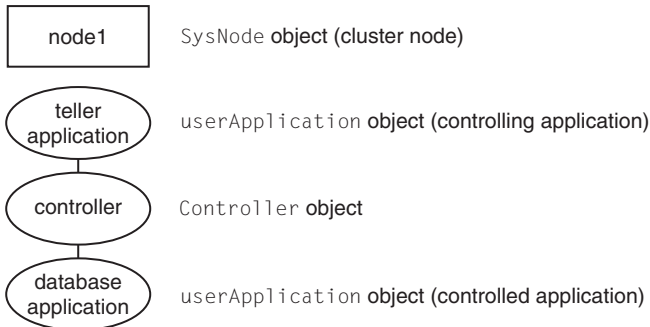 node1 SysNode object (cluster node)
teller
application
userApplication object (controlling application)
controller Controller object
database
application
userApplication object (controlled application)